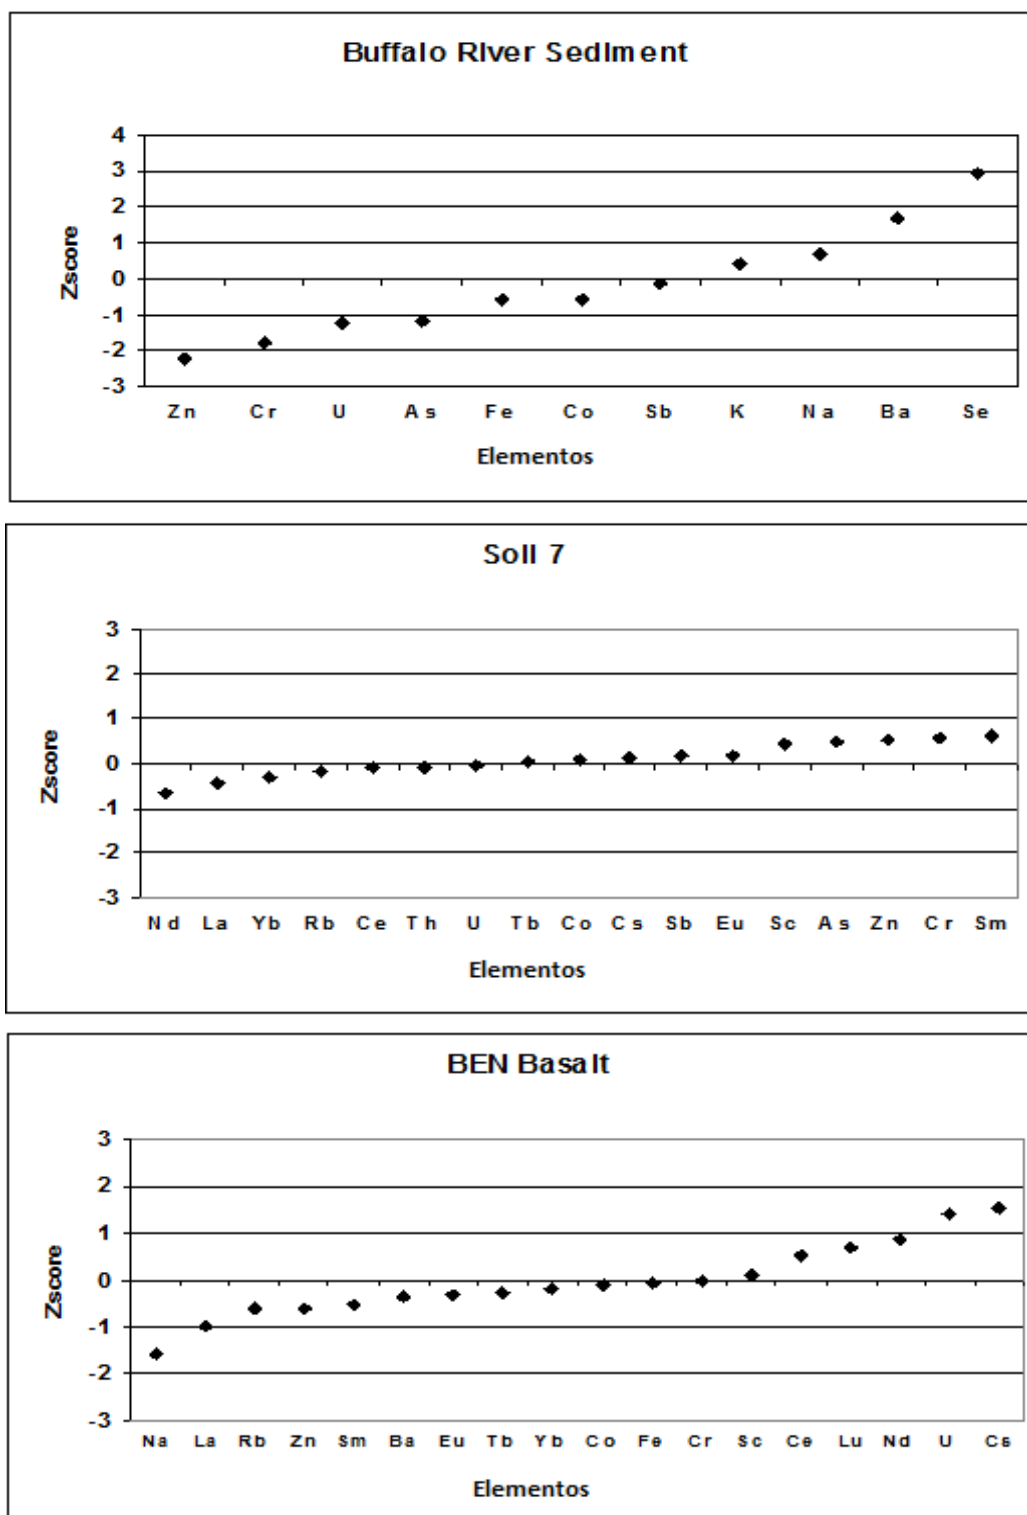 Buffalo River Sediment
4
3
2
1
0
-1
-2
-3
Zscore
Zn Cr U As Fe Co Sb K Na Ba Se
Elementos
Soil 7
3
2
1
0
-1
-2
-3
Zscore
Nd La Yb Rb Ce Th U Tb Co Cs Sb Eu Sc As Zn Cr Sm
Elementos
BEN Basalt
3
2
1
0
-1
-2
-3
Zscore
Na La Rb Zn Sm Ba Eu Tb Yb Co Fe Cr Sc Ce Lu Nd U Cs
Elementos